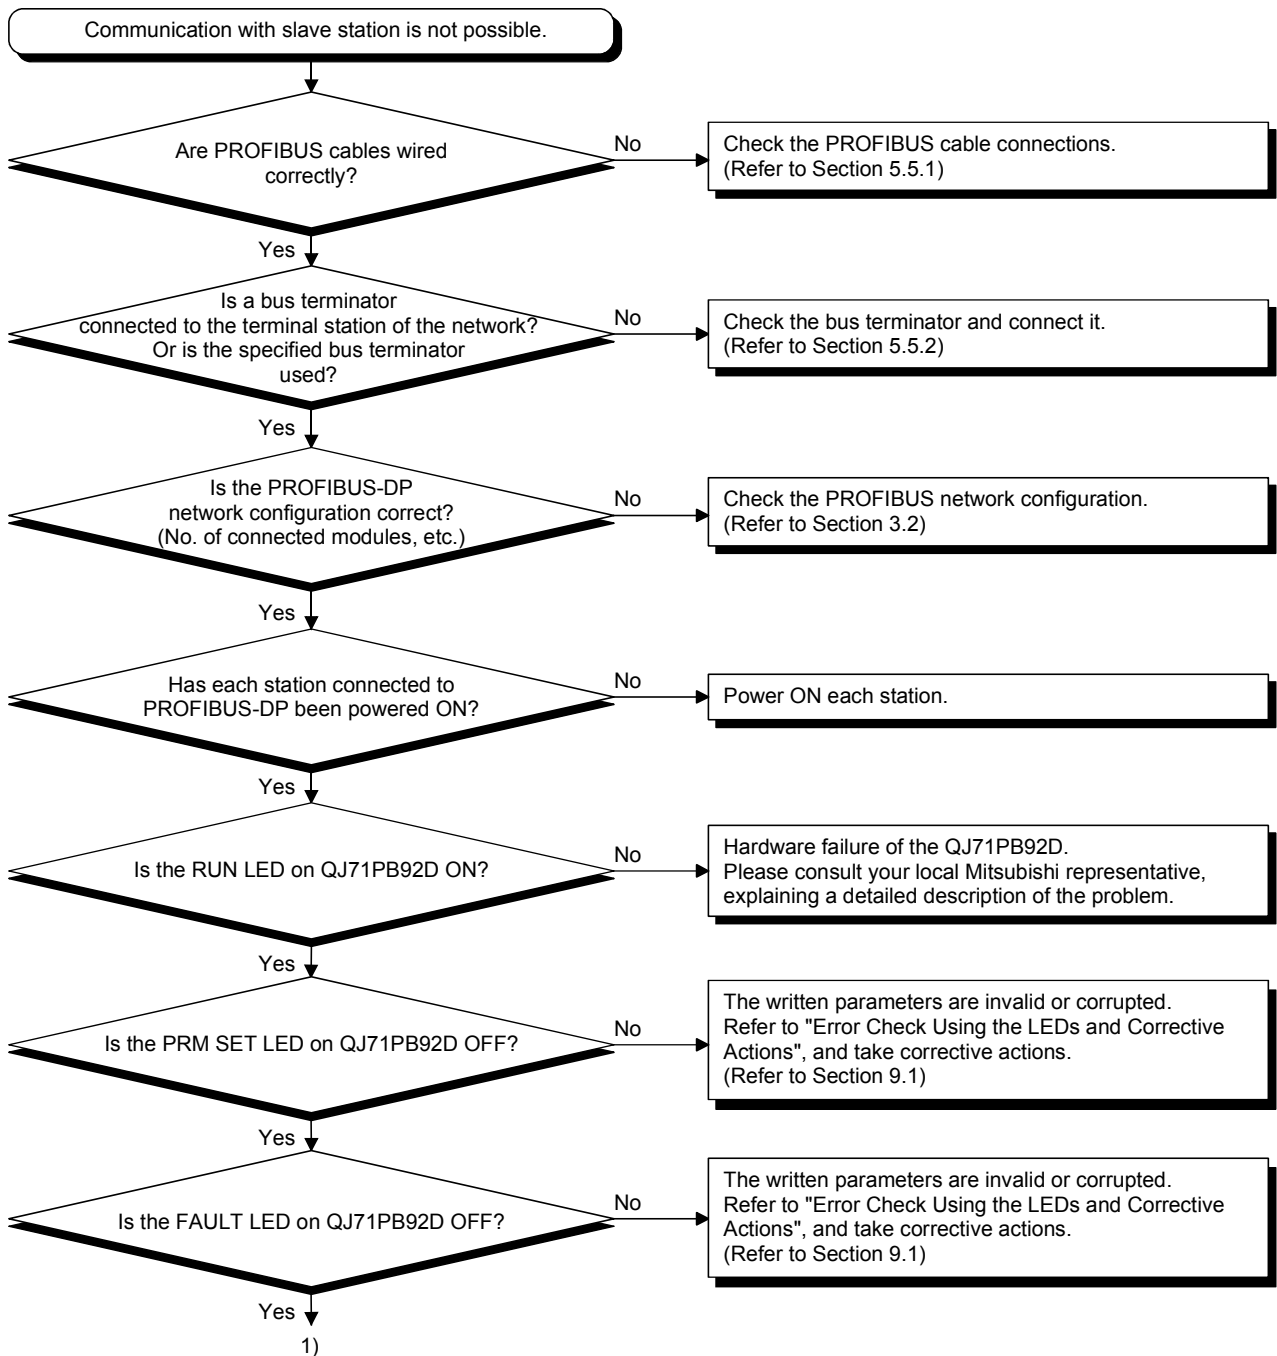 Communication with slave station is not possible.
Are PROFIBUS cables wired
correctly?
No
Check the PROFIBUS cable connections.
(Refer to Section 5.5.1)
Yes
Is a bus terminator
connected to the terminal station of the network?
Or is the specified bus terminator
used?
No
Check the bus terminator and connect it.
(Refer to Section 5.5.2)
Yes
Is the PROFIBUS-DP
network configuration correct?
(No. of connected modules, etc.)
No
Check the PROFIBUS network configuration.
(Refer to Section 3.2)
Yes
Has each station connected to
PROFIBUS-DP been powered ON?
No
Power ON each station.
Yes
Is the RUN LED on QJ71PB92D ON?
No
Hardware failure of the QJ71PB92D.
Please consult your local Mitsubishi representative,
explaining a detailed description of the problem.
Yes
Is the PRM SET LED on QJ71PB92D OFF?
No
The written parameters are invalid or corrupted.
Refer to "Error Check Using the LEDs and Corrective
Actions", and take corrective actions.
(Refer to Section 9.1)
Yes
Is the FAULT LED on QJ71PB92D OFF?
No
The written parameters are invalid or corrupted.
Refer to "Error Check Using the LEDs and Corrective
Actions", and take corrective actions.
(Refer to Section 9.1)
Yes
1)